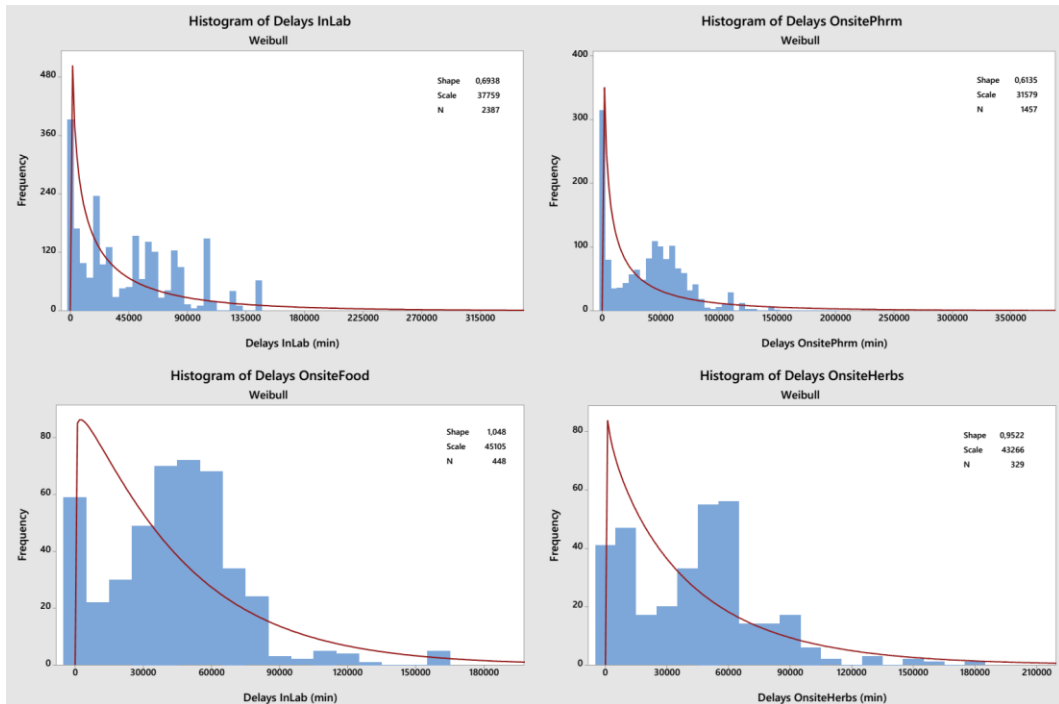 Histogram of Delays InLab
Weibull
Shape 0,6938
Scale 37759
N 2387
480
360
240
120
0
Frequency
0 45000 90000 135000 180000 225000 270000 315000
Delays InLab (min)
Histogram of Delays OnsitePhrm
Weibull
Shape 0,6135
Scale 31579
N 1457
400
300
200
100
0
Frequency
0 50000 100000 150000 200000 250000 300000 350000
Delays OnsitePhrm (min)
Histogram of Delays OnsiteFood
Weibull
Shape 1,048
Scale 45105
N 448
80
60
40
20
0
Frequency
0 30000 60000 90000 120000 150000 180000
Delays InLab (min)
Histogram of Delays OnsiteHerbs
Weibull
Shape 0,9522
Scale 43266
N 329
80
60
40
20
0
Frequency
0 30000 60000 90000 120000 150000 180000 210000
Delays OnsiteHerbs (min)